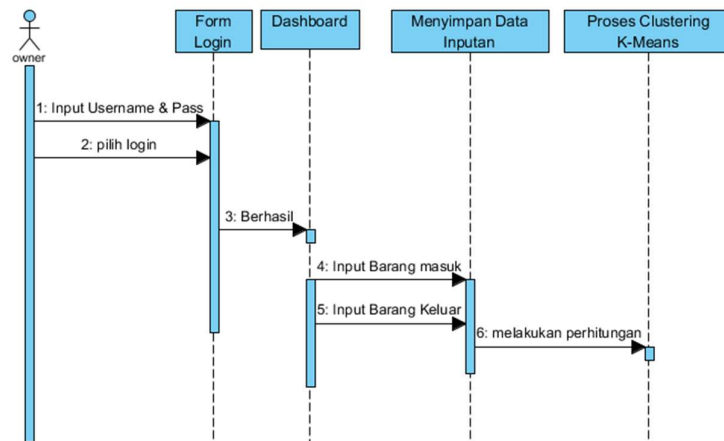 owner
Form
Login
Dashboard
Menyimpan Data
Inputan
Proses Clustering
K-Means
1: Input Username & Pass
2: pilih login
3: Berhasil
4: Input Barang masuk
5: Input Barang Keluar
6: melakukan perhitungan